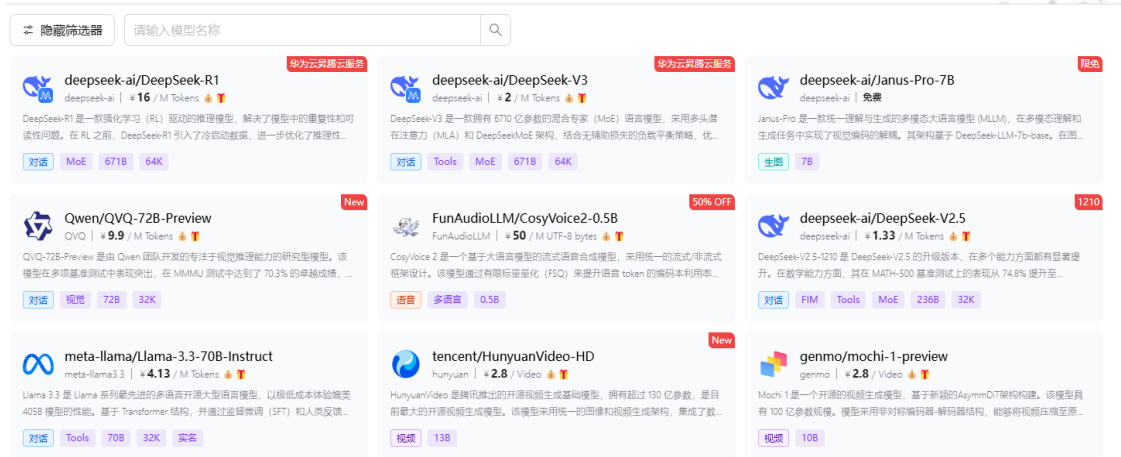 隐藏筛选器
请输入模型名称
华为云昇腾云服务
deepseek-ai/DeepSeek-R1
deepseek-ai | ¥ 16 / M Tokens
DeepSeek-R1 是一款强化学习（RL）驱动的推理模型，解决了模型中的重复性和可
读性问题。在 RL 之前，DeepSeek-R1 引入了冷启动数据，进一步优化了推理性...
对话 MoE 671B 64K
华为云昇腾云服务
deepseek-ai/DeepSeek-V3
deepseek-ai | ¥ 2 / M Tokens
DeepSeek-V3 是一款拥有 6710 亿参数的混合专家（MoE）语言模型，采用多头潜
在注意力（MLA）和 DeepSeekMoE 架构，结合无辅助损失的负载平衡策略，优...
对话 Tools MoE 671B 64K
限免
deepseek-ai/Janus-Pro-7B
deepseek-ai | 免费
Janus-Pro 是一款统一理解与生成的多模态大语言模型 (MLLM)，在多模态理解和
生成任务中实现了视觉编码的解耦。其架构基于 DeepSeek-LLM-7b-base。在图...
生图 7B
New
Qwen/QVQ-72B-Preview
QVQ | ¥ 9.9 / M Tokens
QVQ-72B-Preview 是由 Qwen 团队开发的专注于视觉推理能力的研究型模型。该
模型在多项基准测试中表现突出，在 MMMU 测试中达到了 70.3% 的卓越成绩，...
对话 视觉 72B 32K
50% OFF
FunAudioLLM/CosyVoice2-0.5B
FunAudioLLM | ¥ 50 / M UTF-8 bytes
CosyVoice 2 是一个基于大语言模型的流式语音合成模型，采用统一的流式/非流式
框架设计。该模型通过有限标量量化（FSQ）来提升语音 token 的编码本利用率...
语音 多语言 0.5B
1210
deepseek-ai/DeepSeek-V2.5
deepseek-ai | ¥ 1.33 / M Tokens
DeepSeek-V2.5-1210 是 DeepSeek-V2.5 的升级版本，在多个能力方面都有显著提
升。在数学能力方面，其在 MATH-500 基准测试上的表现从 74.8% 提升至...
对话 FIM Tools MoE 236B 32K
meta-llama/Llama-3.3-70B-Instruct
meta-llama3.3 | ¥ 4.13 / M Tokens
Llama 3.3 是 Llama 系列最先进的多语言开源大型语言模型，以极低成本体验媲美
405B 模型的性能。基于 Transformer 结构，并通过监督微调（SFT）和人类反馈...
对话 Tools 70B 32K 实名
New
tencent/HunyuanVideo-HD
hunyuan | ¥ 2.8 / Video
HunyuanVideo 是腾讯推出的开源视频生成基础模型，拥有超过 130 亿参数，是目
前最大的开源视频生成模型。该模型采用统一的图像和视频生成架构，集成了数...
视频 13B
genmo/mochi-1-preview
genmo | ¥ 2.8 / Video
Mochi 1 是一个开源的视频生成模型，基于新颖的AsymmDiT架构构建。该模型具
有 100 亿参数规模。模型采用非对称编码器-解码器结构，能够将视频压缩至原...
视频 10B